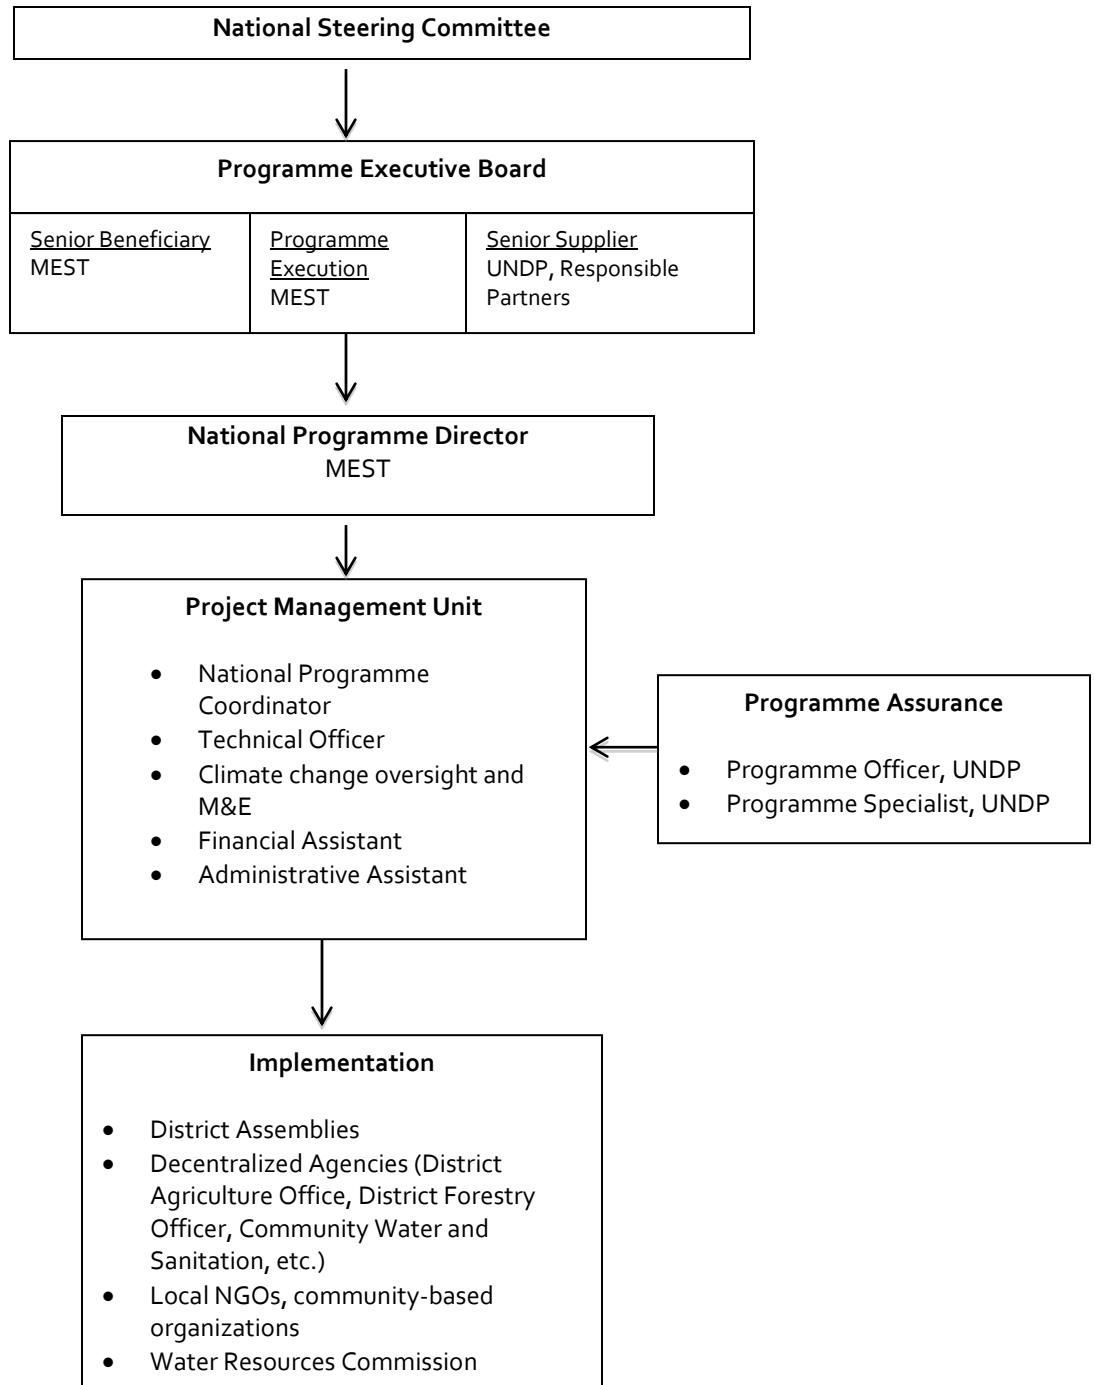 National Steering Committee
Programme Executive Board
Senior Beneficiary
MEST
Programme
Execution
MEST
Senior Supplier
UNDP, Responsible
Partners
National Programme Director
MEST
Project Management Unit
• National Programme
Coordinator
• Technical Officer
• Climate change oversight and
M&E
• Financial Assistant
• Administrative Assistant
Programme Assurance
• Programme Officer, UNDP
• Programme Specialist, UNDP
Implementation
• District Assemblies
• Decentralized Agencies (District
Agriculture Office, District Forestry
Officer, Community Water and
Sanitation, etc.)
• Local NGOs, community-based
organizations
• Water Resources Commission